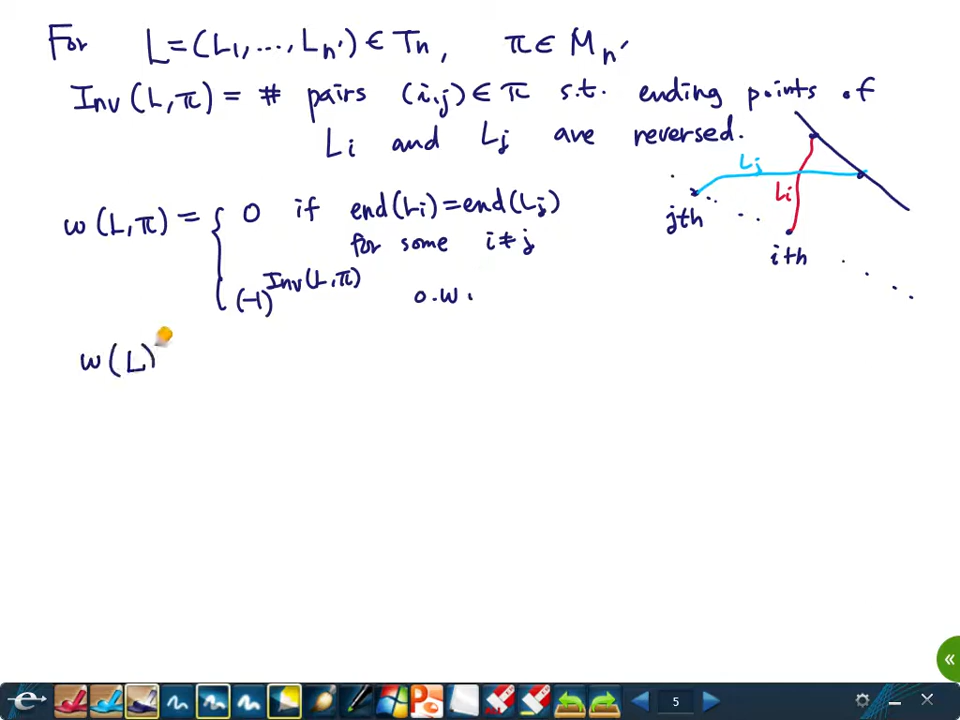 For L=(L1,...,Ln') ∈ Tn, π ∈ Mn'
Inv(L,π) = # pairs (i.j) ∈ π s.t. ending points of
Li and Lj are reversed.
w(L,π) = { 0 if end(Li)=end(Lj)
for some i≠j
(-1)^Inv(L,π) o.w.
Lj
Li
jth
ith
w(L)
5